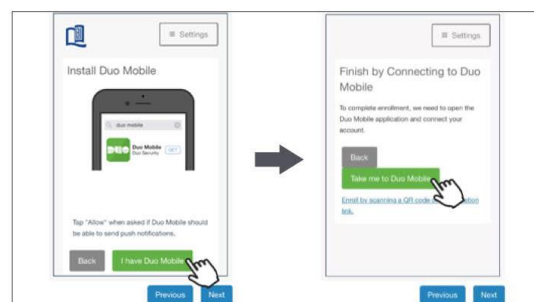 ≡ Settings
Install Duo Mobile
duo mobile
DUO
Duo Mobile
Duo Security
GET
Tap "Allow" when asked if Duo Mobile should
be able to send push notifications.
Back
I have Duo Mobile
Previous
Next
≡ Settings
Finish by Connecting to Duo
Mobile
To complete enrollment, we need to open the
Duo Mobile application and connect your
account.
Back
Take me to Duo Mobile
Enroll by scanning a QR code
link.
Previous
Next